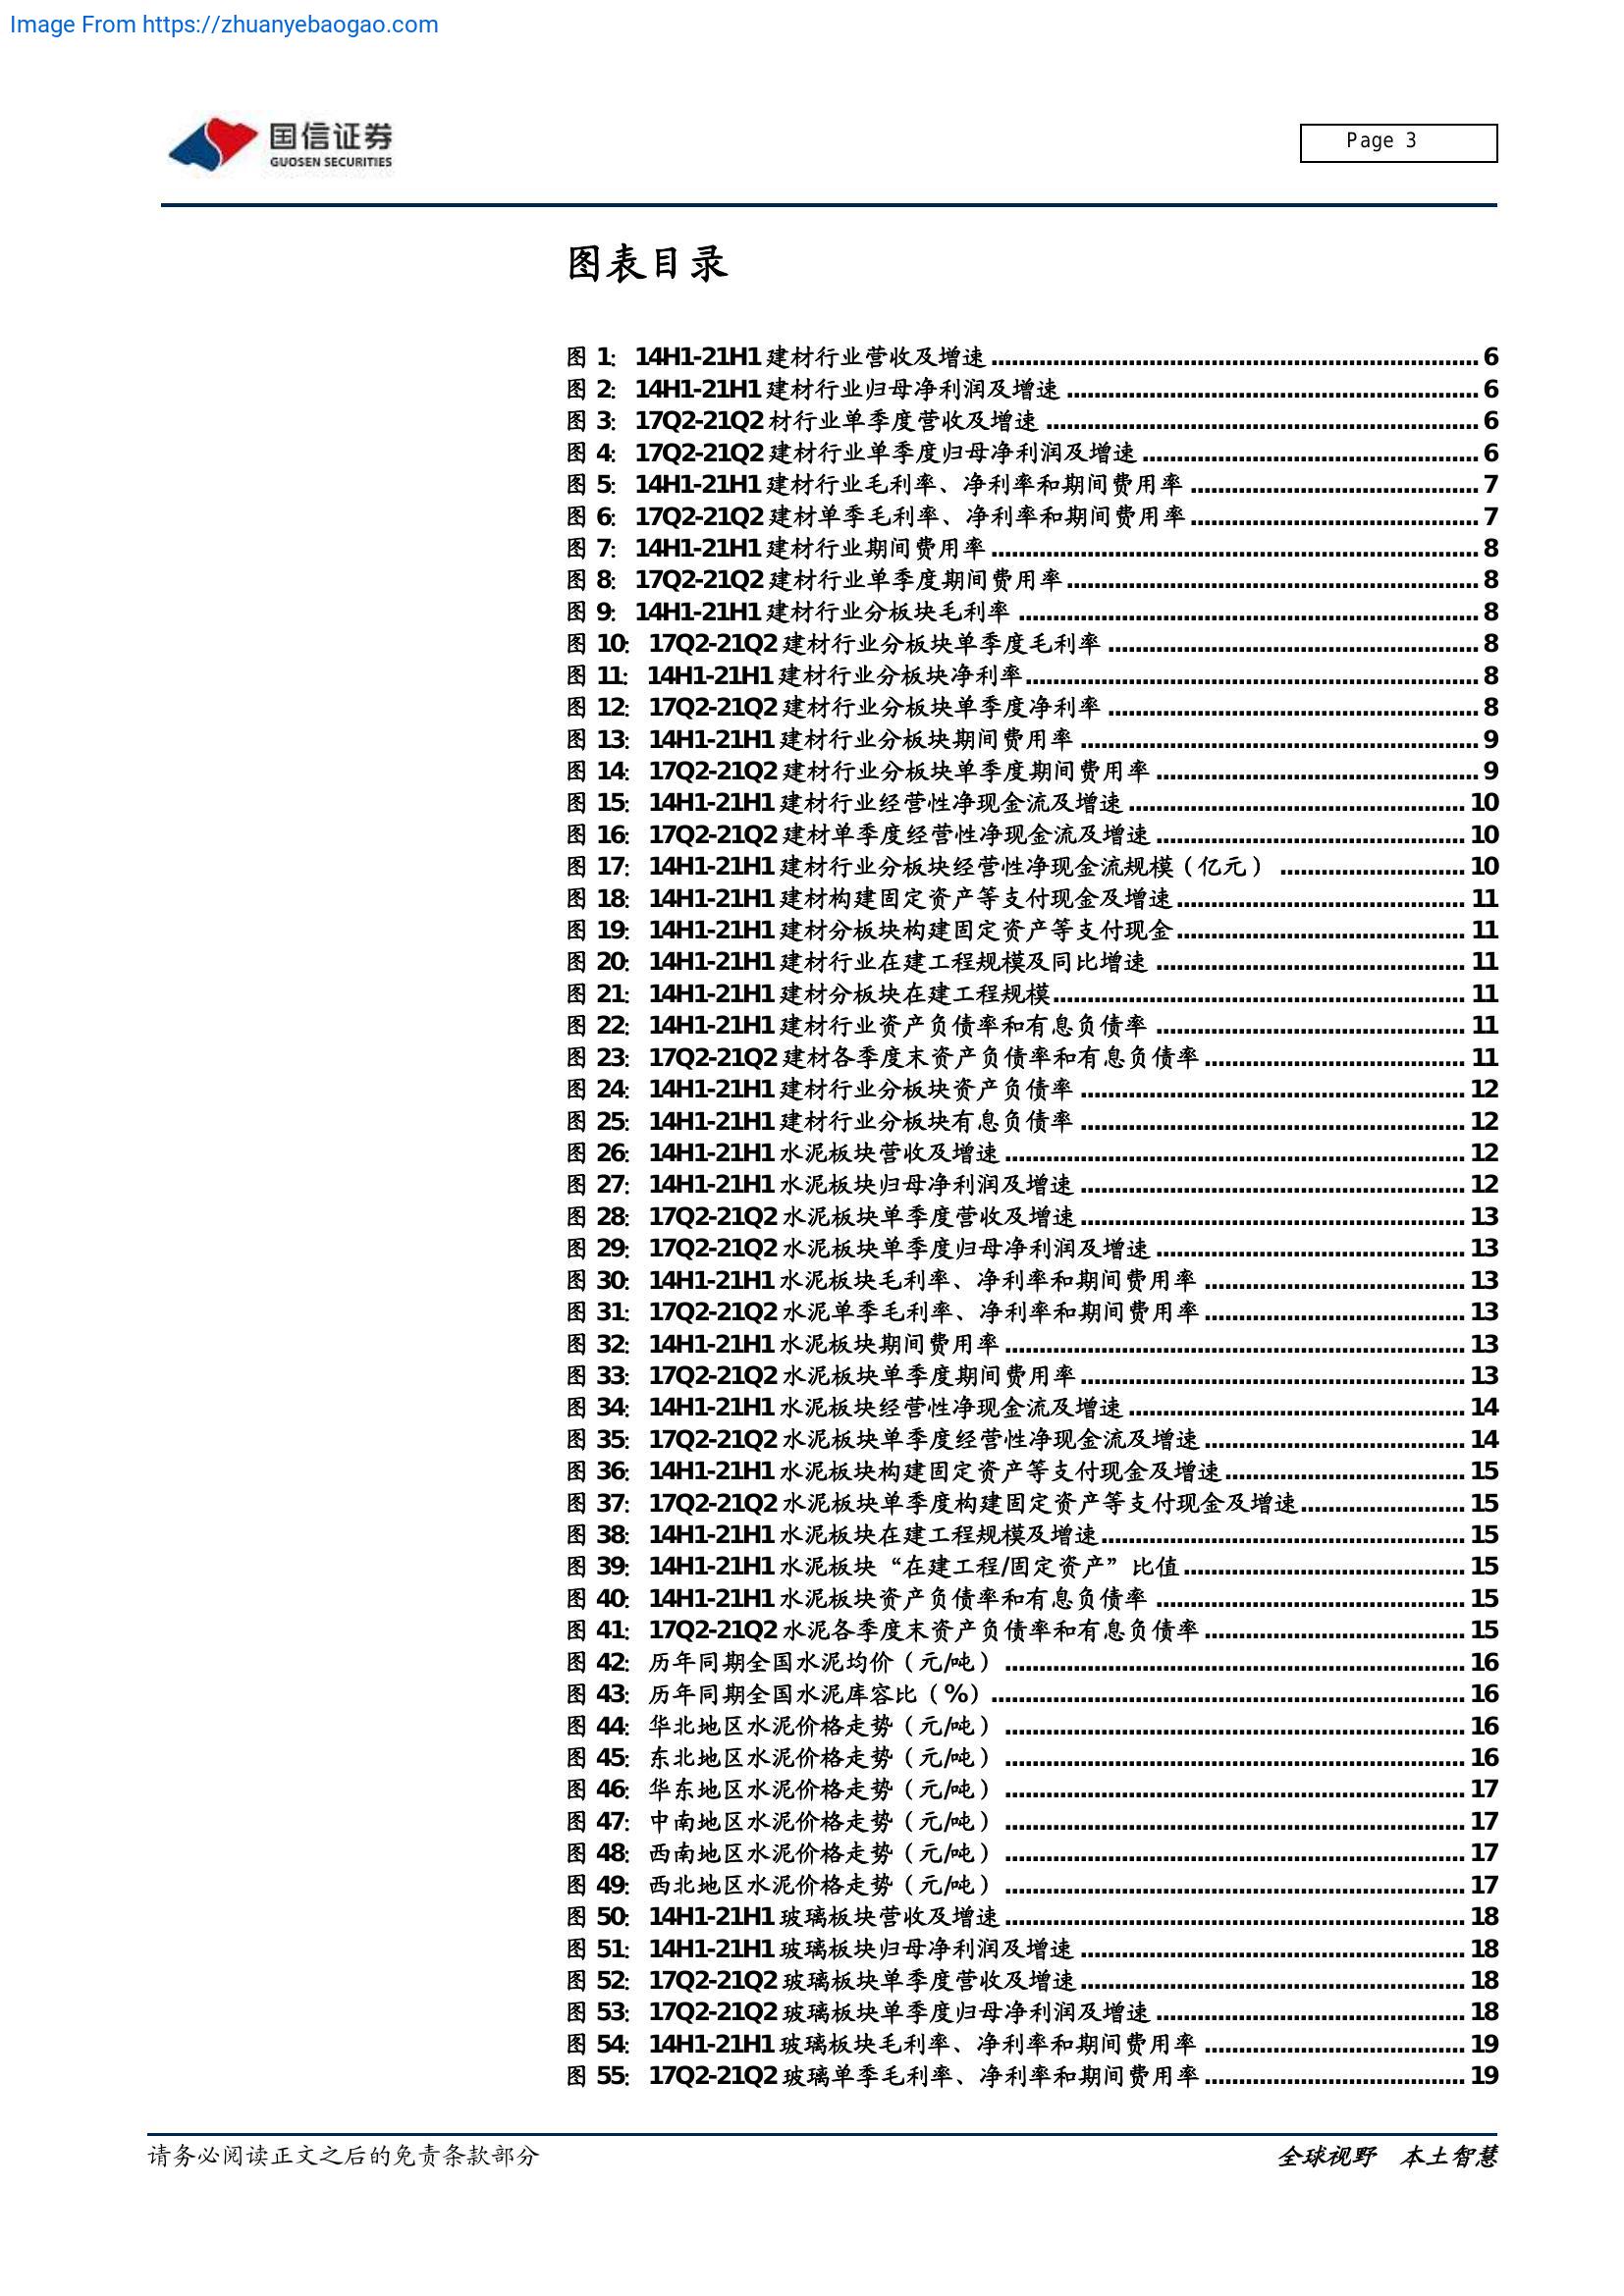 Image From https://zhuanyebaogao.com
国信证券
GUOSEN SECURITIES
Page 3
图表目录
图 1: 14H1-21H1 建材行业营收及增速 ........ 6
图 2: 14H1-21H1 建材行业归母净利润及增速 ........ 6
图 3: 17Q2-21Q2 材行业单季度营收及增速 ........ 6
图 4: 17Q2-21Q2 建材行业单季度归母净利润及增速 ........ 6
图 5: 14H1-21H1 建材行业毛利率、净利率和期间费用率 ........ 7
图 6: 17Q2-21Q2 建材单季毛利率、净利率和期间费用率 ........ 7
图 7: 14H1-21H1 建材行业期间费用率 ........ 8
图 8: 17Q2-21Q2 建材行业单季度期间费用率 ........ 8
图 9: 14H1-21H1 建材行业分板块毛利率 ........ 8
图 10: 17Q2-21Q2 建材行业分板块单季度毛利率 ........ 8
图 11: 14H1-21H1 建材行业分板块净利率 ........ 8
图 12: 17Q2-21Q2 建材行业分板块单季度净利率 ........ 8
图 13: 14H1-21H1 建材行业分板块期间费用率 ........ 9
图 14: 17Q2-21Q2 建材行业分板块单季度期间费用率 ........ 9
图 15: 14H1-21H1 建材行业经营性净现金流及增速 ........ 10
图 16: 17Q2-21Q2 建材单季度经营性净现金流及增速 ........ 10
图 17: 14H1-21H1 建材行业分板块经营性净现金流规模（亿元） ........ 10
图 18: 14H1-21H1 建材构建固定资产等支付现金及增速 ........ 11
图 19: 14H1-21H1 建材分板块构建固定资产等支付现金 ........ 11
图 20: 14H1-21H1 建材行业在建工程规模及同比增速 ........ 11
图 21: 14H1-21H1 建材分板块在建工程规模 ........ 11
图 22: 14H1-21H1 建材行业资产负债率和有息负债率 ........ 11
图 23: 17Q2-21Q2 建材各季度末资产负债率和有息负债率 ........ 11
图 24: 14H1-21H1 建材行业分板块资产负债率 ........ 12
图 25: 14H1-21H1 建材行业分板块有息负债率 ........ 12
图 26: 14H1-21H1 水泥板块营收及增速 ........ 12
图 27: 14H1-21H1 水泥板块归母净利润及增速 ........ 12
图 28: 17Q2-21Q2 水泥板块单季度营收及增速 ........ 13
图 29: 17Q2-21Q2 水泥板块单季度归母净利润及增速 ........ 13
图 30: 14H1-21H1 水泥板块毛利率、净利率和期间费用率 ........ 13
图 31: 17Q2-21Q2 水泥单季毛利率、净利率和期间费用率 ........ 13
图 32: 14H1-21H1 水泥板块期间费用率 ........ 13
图 33: 17Q2-21Q2 水泥板块单季度期间费用率 ........ 13
图 34: 14H1-21H1 水泥板块经营性净现金流及增速 ........ 14
图 35: 17Q2-21Q2 水泥板块单季度经营性净现金流及增速 ........ 14
图 36: 14H1-21H1 水泥板块构建固定资产等支付现金及增速 ........ 15
图 37: 17Q2-21Q2 水泥板块单季度构建固定资产等支付现金及增速 ........ 15
图 38: 14H1-21H1 水泥板块在建工程规模及增速 ........ 15
图 39: 14H1-21H1 水泥板块“在建工程/固定资产”比值 ........ 15
图 40: 14H1-21H1 水泥板块资产负债率和有息负债率 ........ 15
图 41: 17Q2-21Q2 水泥各季度末资产负债率和有息负债率 ........ 15
图 42: 历年同期全国水泥均价（元/吨） ........ 16
图 43: 历年同期全国水泥库容比（%） ........ 16
图 44: 华北地区水泥价格走势（元/吨） ........ 16
图 45: 东北地区水泥价格走势（元/吨） ........ 16
图 46: 华东地区水泥价格走势（元/吨） ........ 17
图 47: 中南地区水泥价格走势（元/吨） ........ 17
图 48: 西南地区水泥价格走势（元/吨） ........ 17
图 49: 西北地区水泥价格走势（元/吨） ........ 17
图 50: 14H1-21H1 玻璃板块营收及增速 ........ 18
图 51: 14H1-21H1 玻璃板块归母净利润及增速 ........ 18
图 52: 17Q2-21Q2 玻璃板块单季度营收及增速 ........ 18
图 53: 17Q2-21Q2 玻璃板块单季度归母净利润及增速 ........ 18
图 54: 14H1-21H1 玻璃板块毛利率、净利率和期间费用率 ........ 19
图 55: 17Q2-21Q2 玻璃单季毛利率、净利率和期间费用率 ........ 19
请务必阅读正文之后的免责条款部分
全球视野 本土智慧